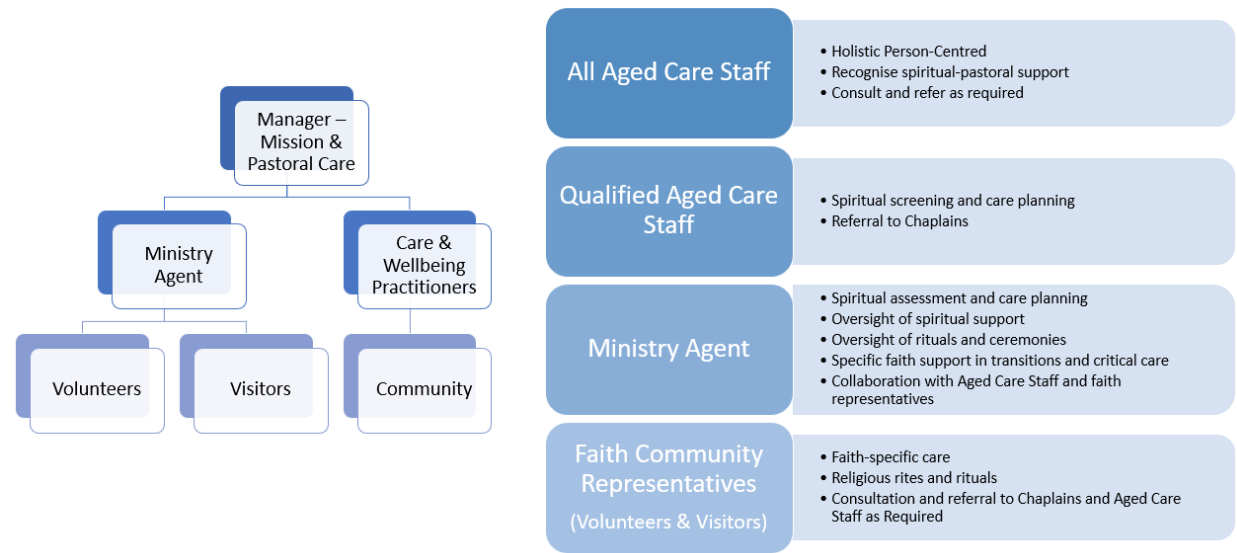 Manager –
Mission &
Pastoral Care
Ministry
Agent
Care &
Wellbeing
Practitioners
Volunteers
Visitors
Community
All Aged Care Staff
• Holistic Person-Centred
• Recognise spiritual-pastoral support
• Consult and refer as required
Qualified Aged Care
Staff
• Spiritual screening and care planning
• Referral to Chaplains
Ministry Agent
• Spiritual assessment and care planning
• Oversight of spiritual support
• Oversight of rituals and ceremonies
• Specific faith support in transitions and critical care
• Collaboration with Aged Care Staff and faith
representatives
Faith Community
Representatives
(Volunteers & Visitors)
• Faith-specific care
• Religious rites and rituals
• Consultation and referral to Chaplains and Aged Care
Staff as Required